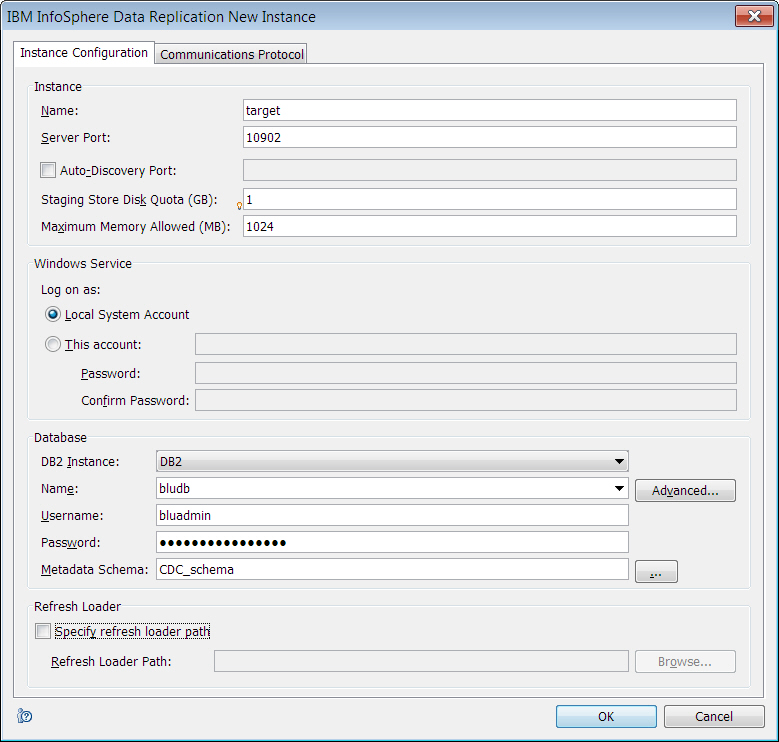 IBM InfoSphere Data Replication New Instance
Instance Configuration Communications Protocol
Instance
Name: target
Server Port: 10902
Auto-Discovery Port:
Staging Store Disk Quota (GB): 1
Maximum Memory Allowed (MB): 1024
Windows Service
Log on as:
Local System Account
This account:
Password:
Confirm Password:
Database
DB2 Instance: DB2
Name: bludb Advanced...
Username: bluadmin
Password: ●●●●●●●●●●●●●●●●
Metadata Schema: CDC_schema ...
Refresh Loader
Specify refresh loader path
Refresh Loader Path: Browse...
OK Cancel